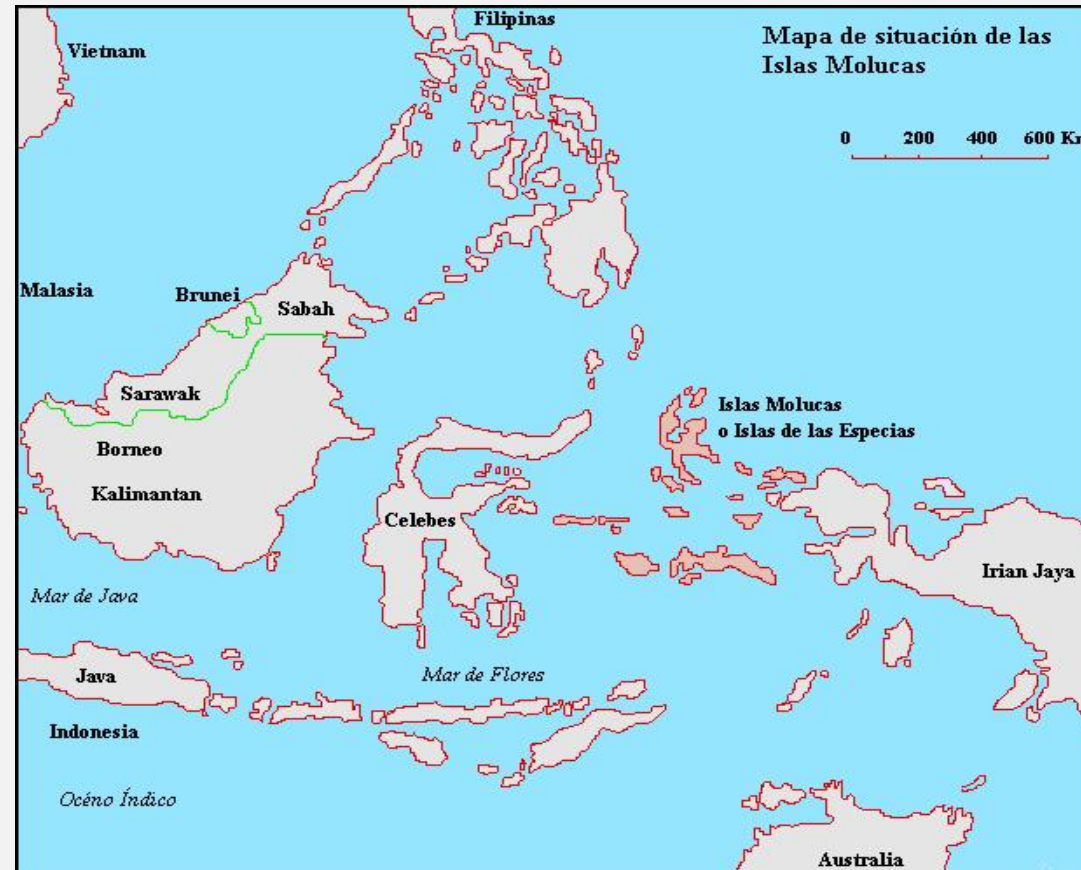 Filipinas
Mapa de situación de las
Islas Molucas
Vietnam
0 200 400 600 Km
Malasia
Brunei
Sabah
Sarawak
Islas Molucas
o Islas de las Especias
Borneo
Kalimantan
Celebes
Irian Jaya
Mar de Java
Java
Mar de Flores
Indonesia
Océno Índico
Australia